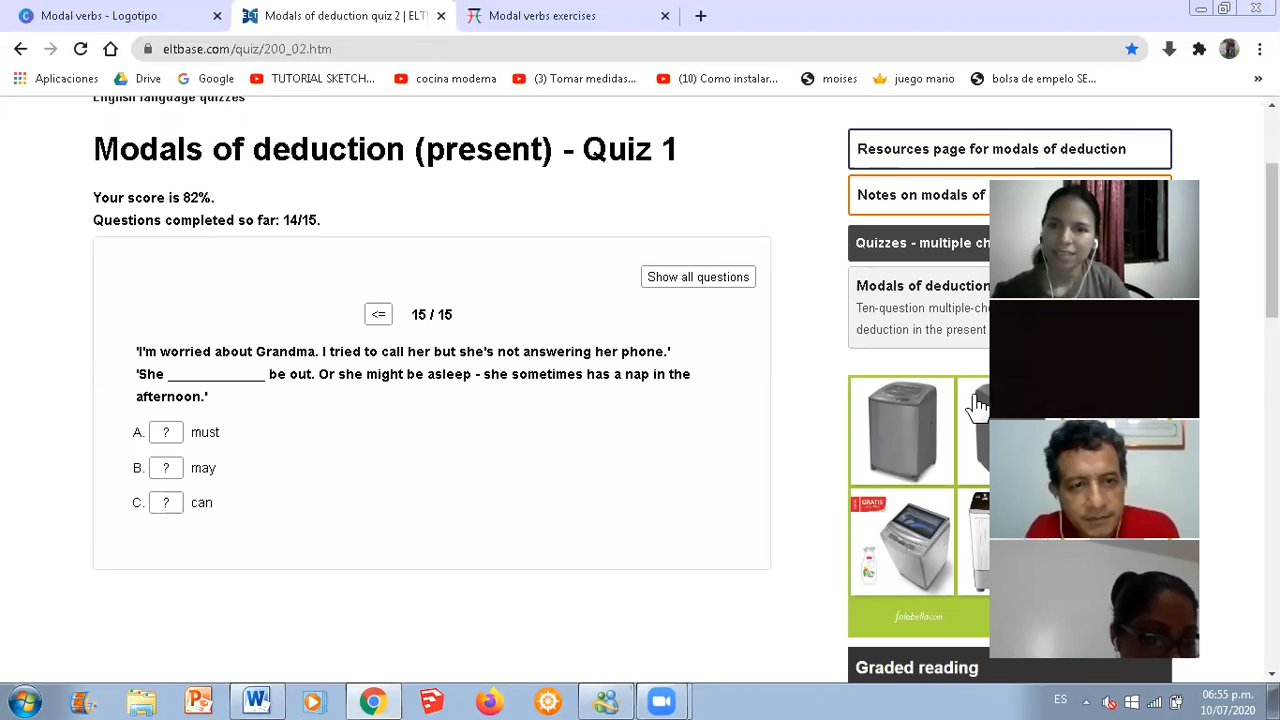 Modal verbs - Logotipo
Modals of deduction quiz 2 | ELT
Modal verbs exercises
eltbase.com/quiz/200_02.htm
Aplicaciones
Drive
Google
TUTORIAL SKETCH...
cocina moderna
(3) Tomar medidas...
(10) Como instalar...
moises
juego mario
bolsa de empelo SE...
»
English language quizzes
Modals of deduction (present) - Quiz 1
Your score is 82%.
Questions completed so far: 14/15.
Show all questions
<= 15 / 15
'I'm worried about Grandma. I tried to call her but she's not answering her phone.'
'She _____________ be out. Or she might be asleep - she sometimes has a nap in the
afternoon.'
A. ? must
B. ? may
C. ? can
Resources page for modals of deduction
Notes on modals of
Quizzes - multiple ch
Modals of deduction
Ten-question multiple-ch
deduction in the present
GRATIS
falabella.com
Graded reading
ES
06:55 p.m.
10/07/2020